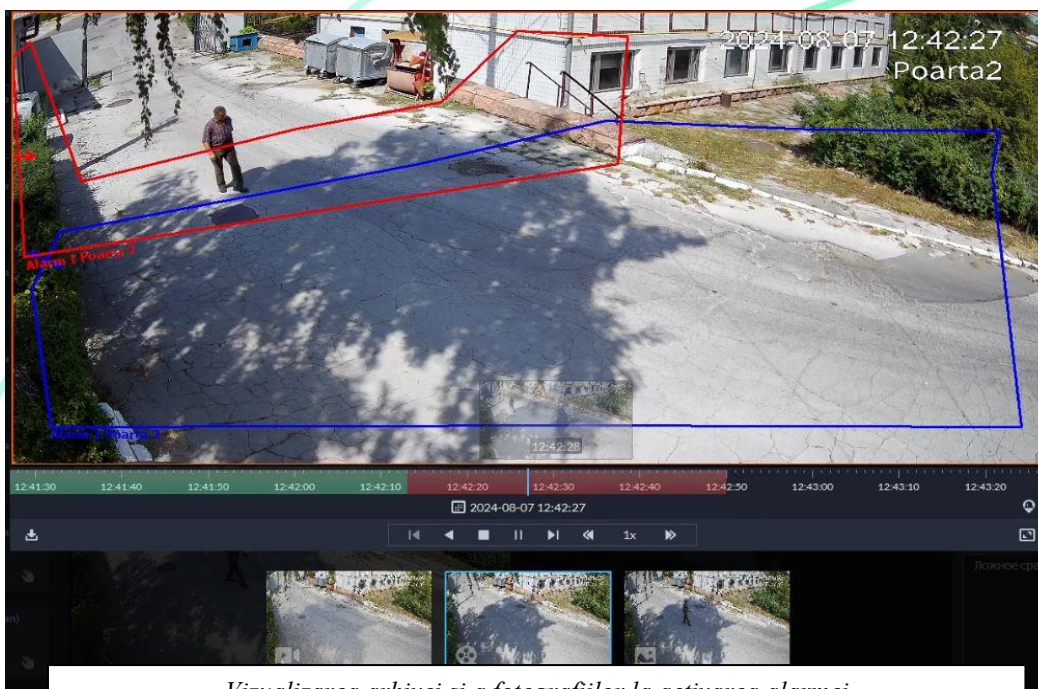 2024-08-07 12:42:27
Poarta2
Alarm 1 Poarta 2
Alarm 1 Poarta 2
12:42:28
12:41:30 12:41:40 12:41:50 12:42:00 12:42:10 12:42:20 12:42:30 12:42:40 12:42:50 12:43:00 12:43:10 12:43:20
2024-08-07 12:42:27
1x
Ложное
Vizualizarea arhivei și a fotografiilor la activarea alarmei